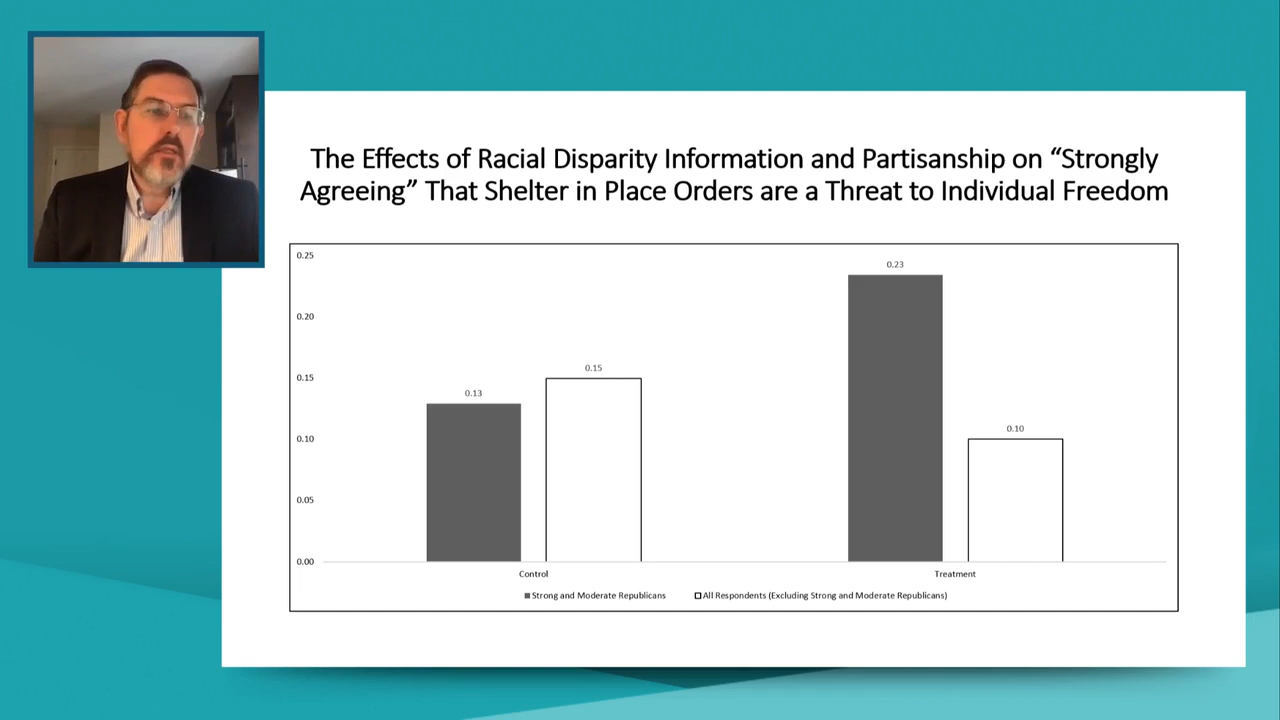 The Effects of Racial Disparity Information and Partisanship on “Strongly
Agreeing” That Shelter in Place Orders are a Threat to Individual Freedom
0.25
0.20
0.15
0.10
0.05
0.00
0.13
0.15
0.23
0.10
Control
Treatment
Strong and Moderate Republicans
All Respondents (Excluding Strong and Moderate Republicans)